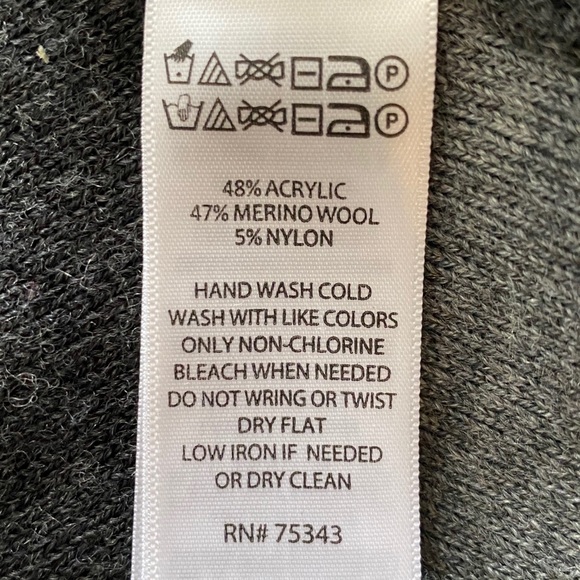 P
P
48% ACRYLIC
47% MERINO WOOL
5% NYLON
HAND WASH COLD
WASH WITH LIKE COLORS
ONLY NON-CHLORINE
BLEACH WHEN NEEDED
DO NOT WRING OR TWIST
DRY FLAT
LOW IRON IF NEEDED
OR DRY CLEAN
RN# 75343